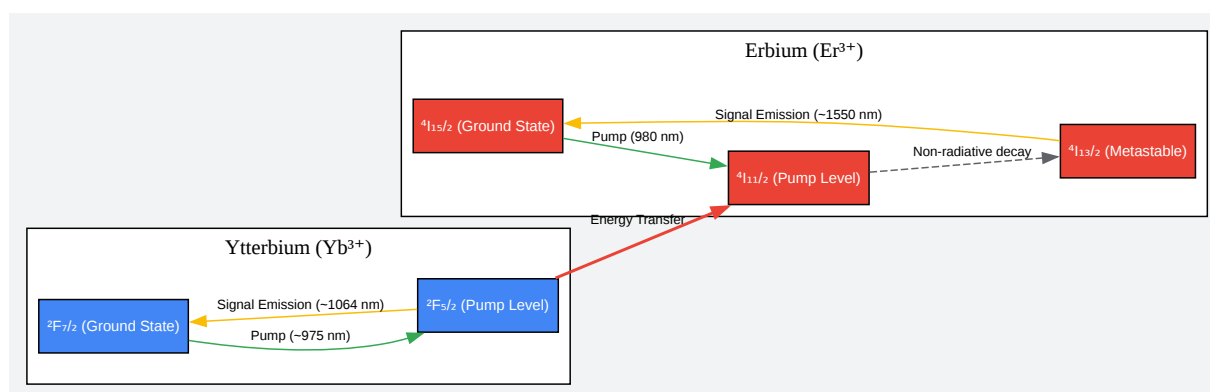 Erbium (Er³⁺)
⁴I₁₅/₂ (Ground State)
Signal Emission (~1550 nm)
Pump (980 nm)
⁴I₁₁/₂ (Pump Level)
Non-radiative decay
⁴I₁₃/₂ (Metastable)
Energy Transfer
Ytterbium (Yb³⁺)
²F₇/₂ (Ground State)
Signal Emission (~1064 nm)
Pump (~975 nm)
²F₅/₂ (Pump Level)